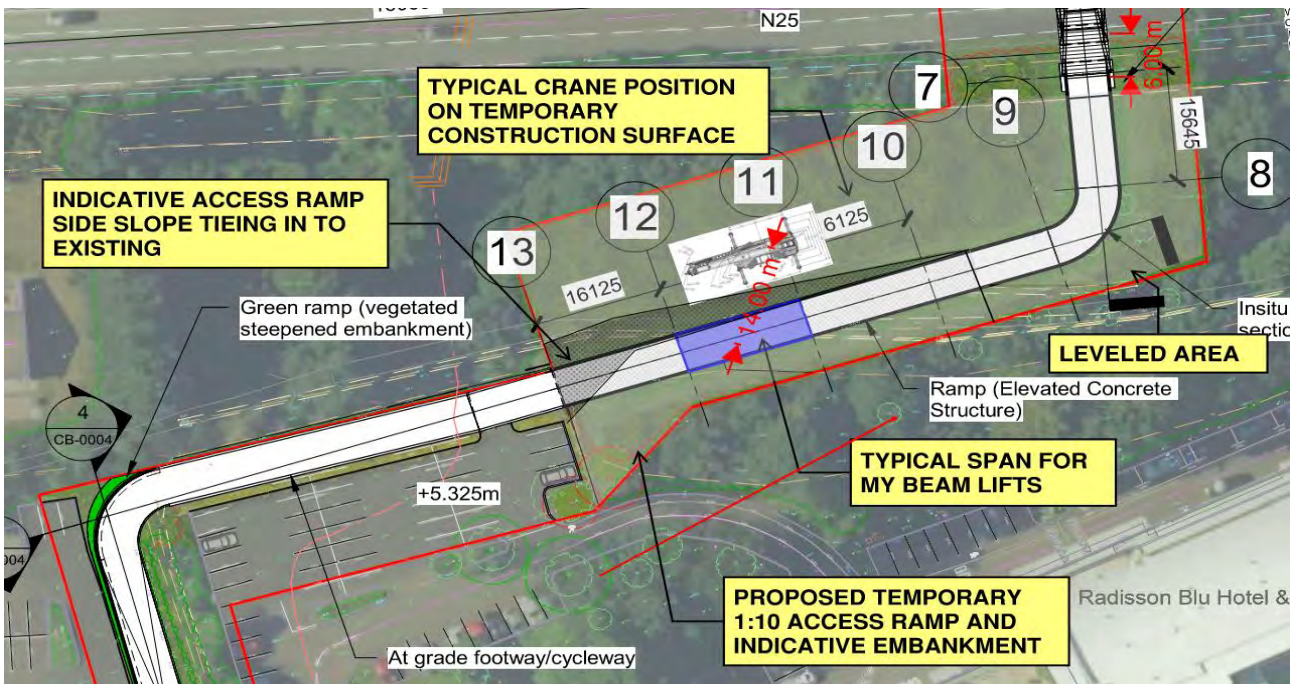 N25
TYPICAL CRANE POSITION
ON TEMPORARY
CONSTRUCTION SURFACE
7
9
6.00 m
15645
8
10
11
12
13
6125
16125
14.00 m
INDICATIVE ACCESS RAMP
SIDE SLOPE TIEING IN TO
EXISTING
Green ramp (vegetated
steepened embankment)
Insitu
LEVELED AREA
Ramp (Elevated Concrete
Structure)
4
CB-0004
TYPICAL SPAN FOR
MY BEAM LIFTS
+5.325m
004
PROPOSED TEMPORARY
1:10 ACCESS RAMP AND
INDICATIVE EMBANKMENT
Radisson Blu Hotel &
At grade footway/cycleway